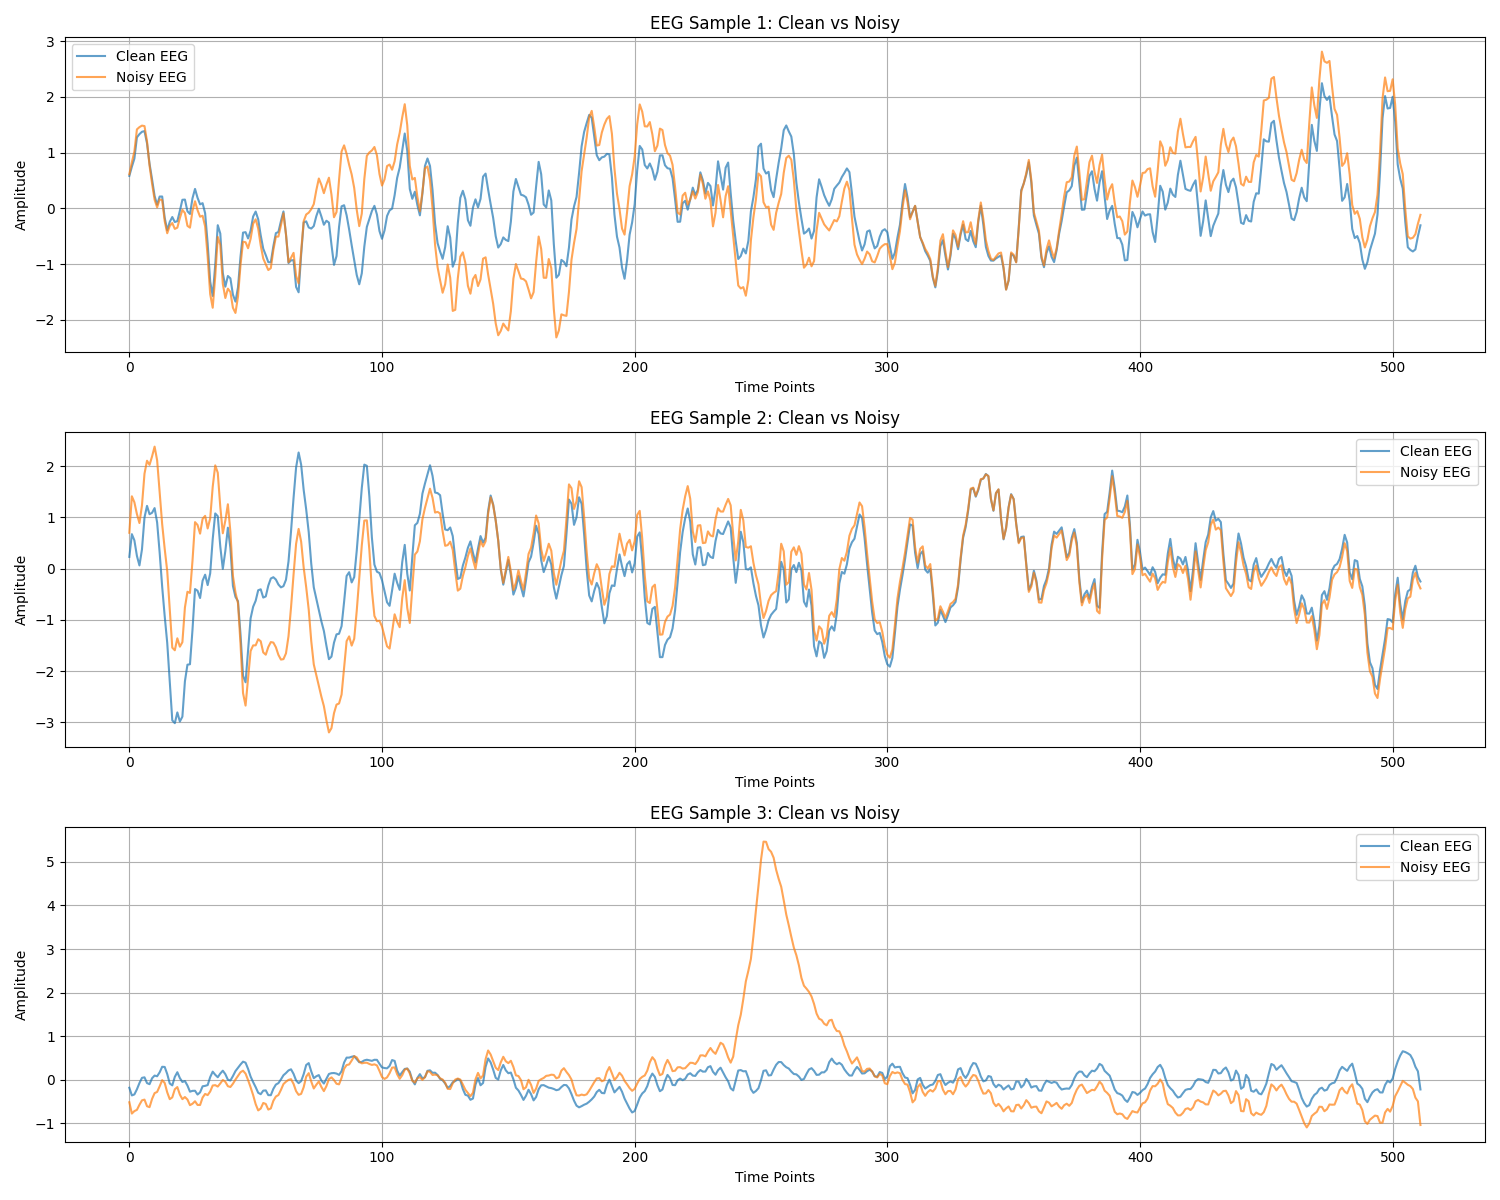 EEG Sample 1: Clean vs Noisy
Clean EEG
Noisy EEG
Amplitude
3
2
1
0
−1
−2
0
100
200
300
400
500
Time Points
EEG Sample 2: Clean vs Noisy
Clean EEG
Noisy EEG
Amplitude
2
1
0
−1
−2
−3
0
100
200
300
400
500
Time Points
EEG Sample 3: Clean vs Noisy
Clean EEG
Noisy EEG
Amplitude
5
4
3
2
1
0
−1
0
100
200
300
400
500
Time Points